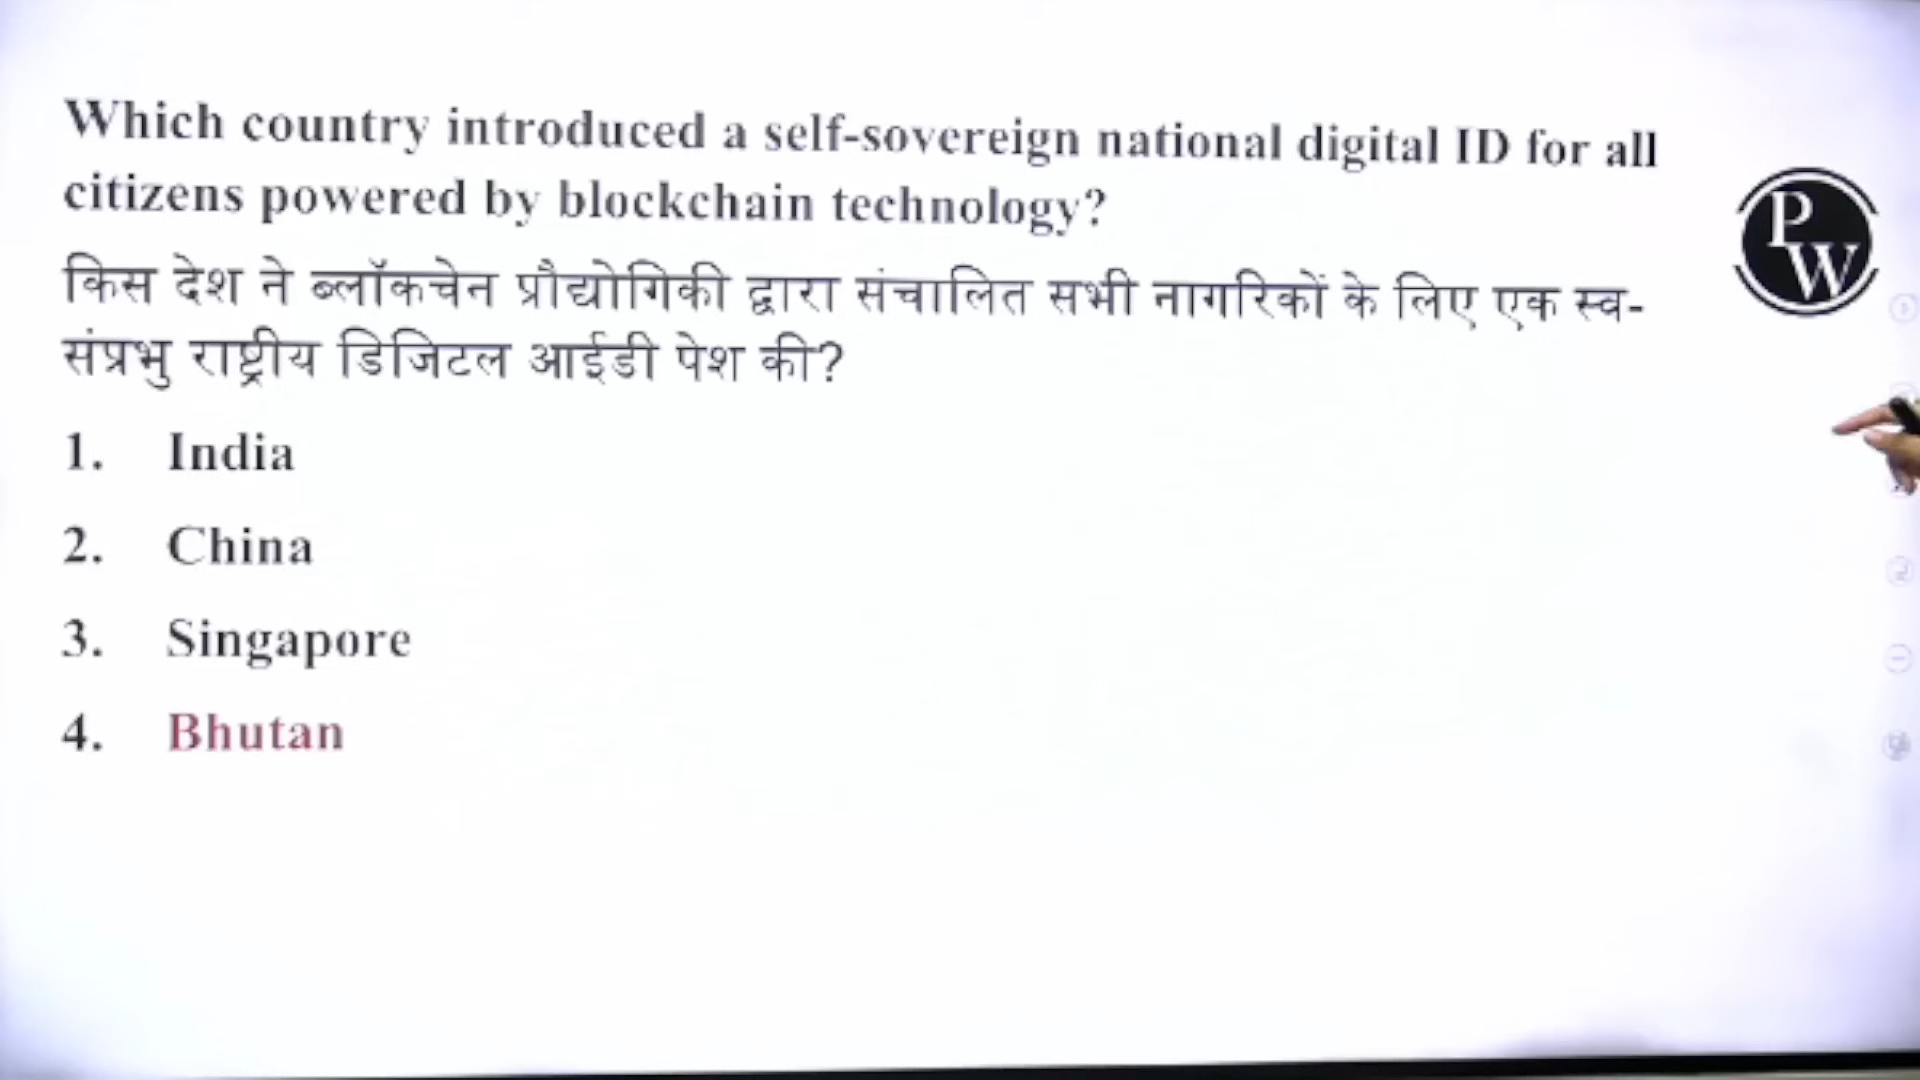 Which country introduced a self-sovereign national digital ID for all
citizens powered by blockchain technology?
किस देश ने ब्लॉकचेन प्रौद्योगिकी द्वारा संचालित सभी नागरिकों के लिए एक स्व-
संप्रभु राष्ट्रीय डिजिटल आईडी पेश की?
1. India
2. China
3. Singapore
4. Bhutan
PW